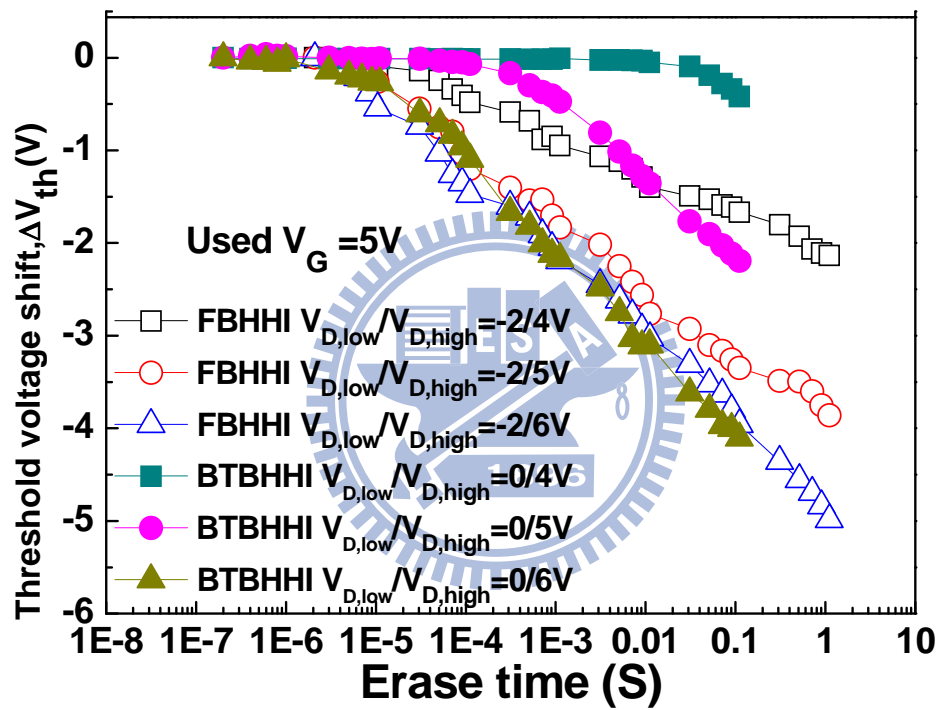 0
-1
-2
-3
-4
-5
-6
Threshold voltage shift,ΔVth(V)
Used VG =5V
FBHHI VD,low/VD,high=-2/4V
FBHHI VD,low/VD,high=-2/5V
FBHHI VD,low/VD,high=-2/6V
BTBHHI VD,low/VD,high=0/4V
BTBHHI VD,low/VD,high=0/5V
BTBHHI VD,low/VD,high=0/6V
ESA
1896
1E-8 1E-7 1E-6 1E-5 1E-4 1E-3 0.01 0.1 1 10
Erase time (S)